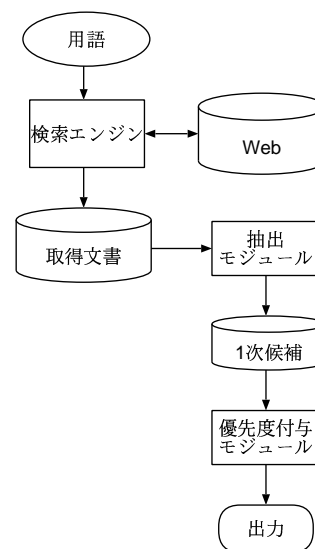 用語
検索エンジン
Web
取得文書
抽出
モジュール
1次候補
優先度付与
モジュール
出力